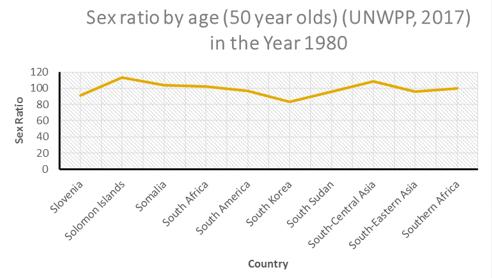 Sex ratio by age (50 year olds) (UNWPP, 2017)
in the Year 1980
120
100
80
60
40
20
0
Sex Ratio
Slovenia
Solomon Islands
Somalia
South Africa
South America
South Korea
South Sudan
South-Central Asia
South-Eastern Asia
Southern Africa
Country